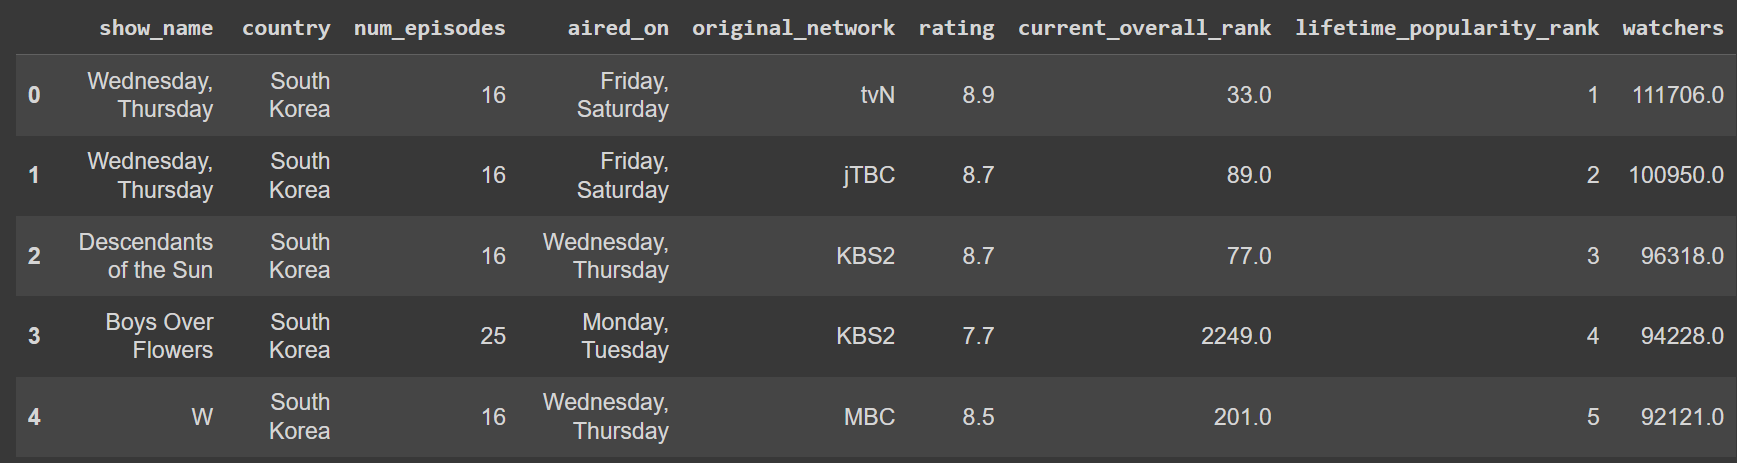 show_name country num_episodes aired_on original_network rating current_overall_rank lifetime_popularity_rank watchers
0 Wednesday, Thursday South Korea 16 Friday, Saturday tvN 8.9 33.0 1 111706.0
1 Wednesday, Thursday South Korea 16 Friday, Saturday jTBC 8.7 89.0 2 100950.0
2 Descendants of the Sun South Korea 16 Wednesday, Thursday KBS2 8.7 77.0 3 96318.0
3 Boys Over Flowers South Korea 25 Monday, Tuesday KBS2 7.7 2249.0 4 94228.0
4 W South Korea 16 Wednesday, Thursday MBC 8.5 201.0 5 92121.0